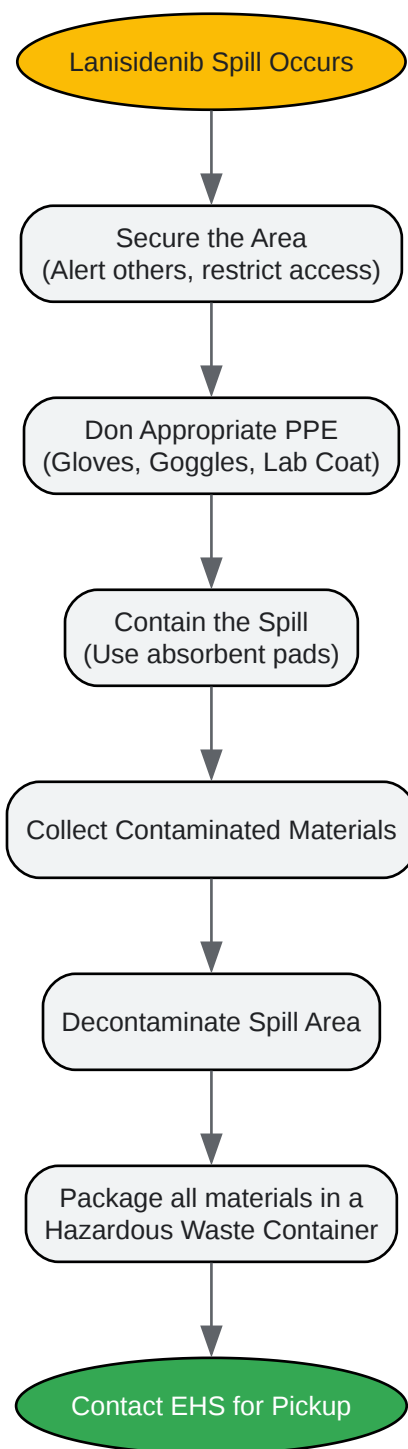 Lanisidenib Spill Occurs
Secure the Area
(Alert others, restrict access)
Don Appropriate PPE
(Gloves, Goggles, Lab Coat)
Contain the Spill
(Use absorbent pads)
Collect Contaminated Materials
Decontaminate Spill Area
Package all materials in a
Hazardous Waste Container
Contact EHS for Pickup